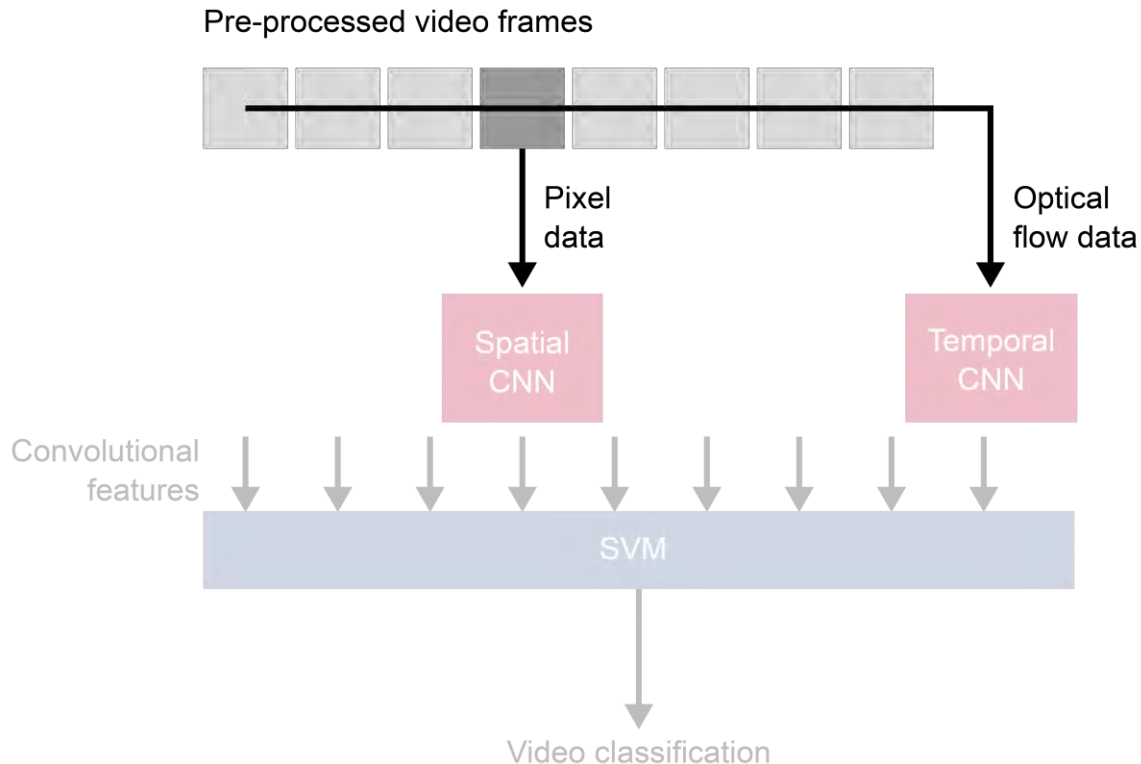 Pre-processed video frames
Pixel
data
Optical
flow data
Spatial
CNN
Temporal
CNN
Convolutional
features
SVM
Video classification